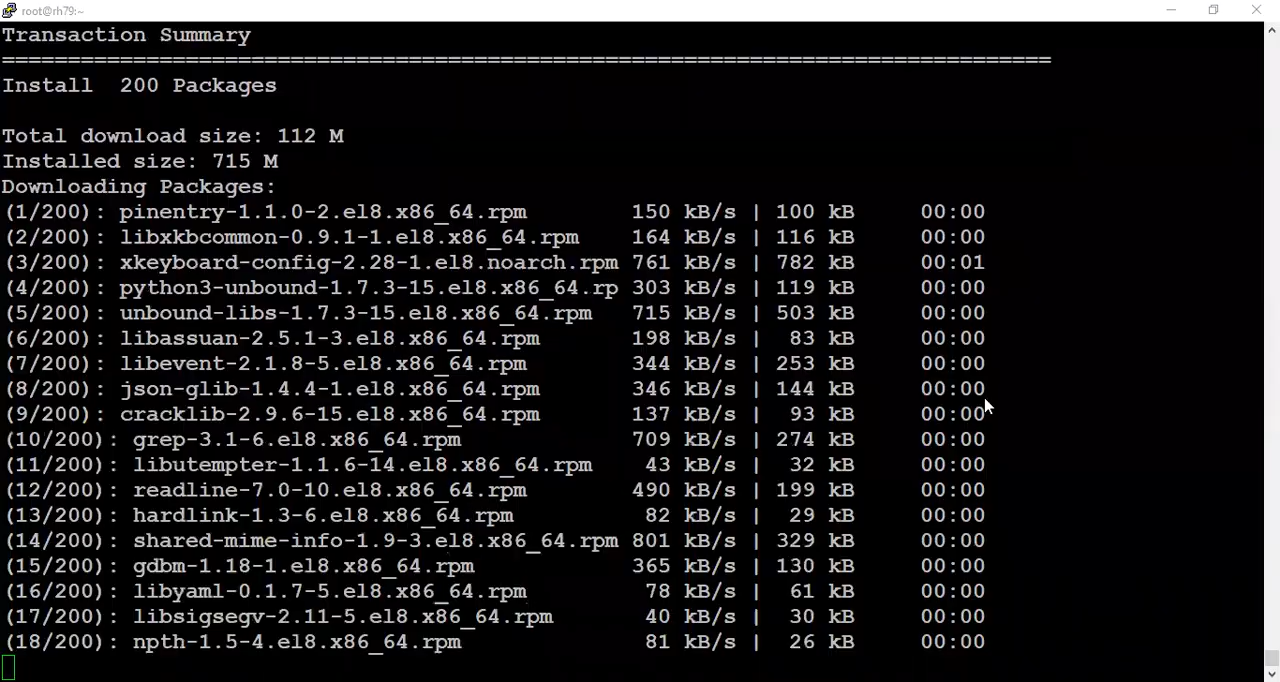 root@rh79:~
Transaction Summary
================================================================================
Install  200 Packages
Total download size: 112 M
Installed size: 715 M
Downloading Packages:
(1/200): pinentry-1.1.0-2.el8.x86_64.rpm        150 kB/s | 100 kB     00:00
(2/200): libxkbcommon-0.9.1-1.el8.x86_64.rpm    164 kB/s | 116 kB     00:00
(3/200): xkeyboard-config-2.28-1.el8.noarch.rpm 761 kB/s | 782 kB     00:01
(4/200): python3-unbound-1.7.3-15.el8.x86_64.rp 303 kB/s | 119 kB     00:00
(5/200): unbound-libs-1.7.3-15.el8.x86_64.rpm   715 kB/s | 503 kB     00:00
(6/200): libassuan-2.5.1-3.el8.x86_64.rpm       198 kB/s |  83 kB     00:00
(7/200): libevent-2.1.8-5.el8.x86_64.rpm        344 kB/s | 253 kB     00:00
(8/200): json-glib-1.4.4-1.el8.x86_64.rpm       346 kB/s | 144 kB     00:00
(9/200): cracklib-2.9.6-15.el8.x86_64.rpm       137 kB/s |  93 kB     00:00
(10/200): grep-3.1-6.el8.x86_64.rpm             709 kB/s | 274 kB     00:00
(11/200): libutempter-1.1.6-14.el8.x86_64.rpm    43 kB/s |  32 kB     00:00
(12/200): readline-7.0-10.el8.x86_64.rpm        490 kB/s | 199 kB     00:00
(13/200): hardlink-1.3-6.el8.x86_64.rpm          82 kB/s |  29 kB     00:00
(14/200): shared-mime-info-1.9-3.el8.x86_64.rpm 801 kB/s | 329 kB     00:00
(15/200): gdbm-1.18-1.el8.x86_64.rpm            365 kB/s | 130 kB     00:00
(16/200): libyaml-0.1.7-5.el8.x86_64.rpm         78 kB/s |  61 kB     00:00
(17/200): libsigsegv-2.11-5.el8.x86_64.rpm       40 kB/s |  30 kB     00:00
(18/200): npth-1.5-4.el8.x86_64.rpm              81 kB/s |  26 kB     00:00